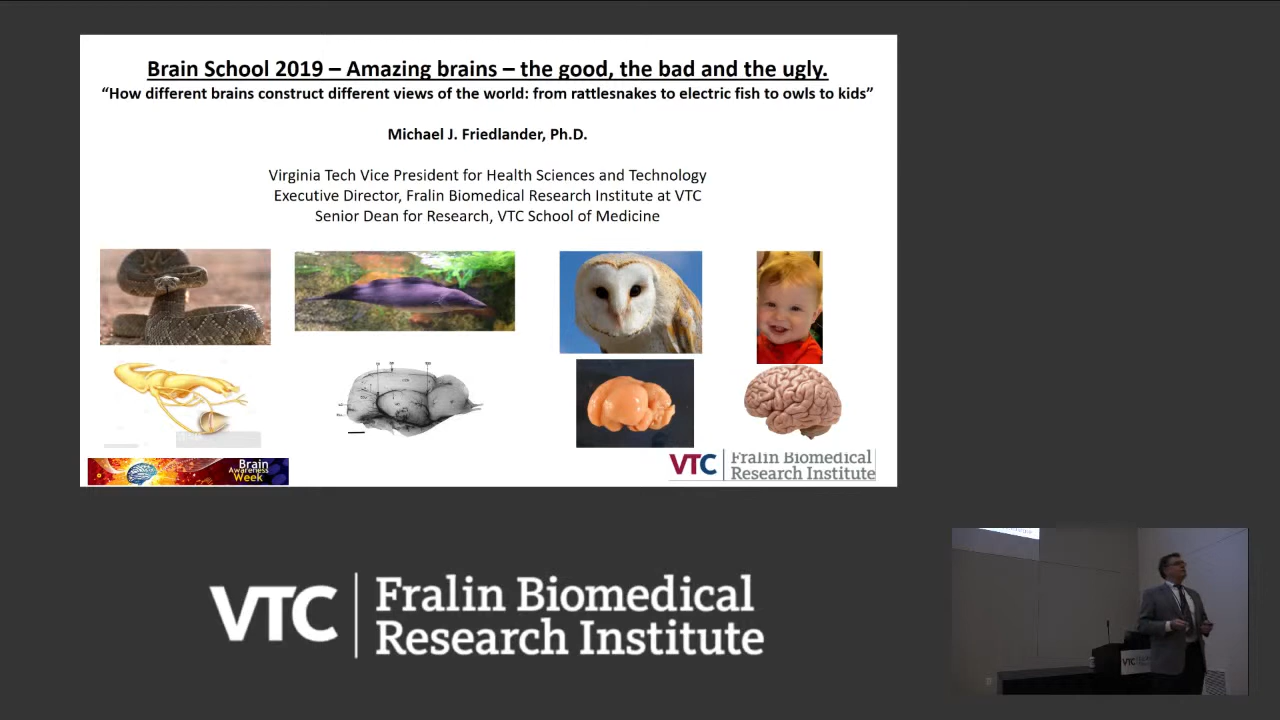 Brain School 2019 – Amazing brains – the good, the bad and the ugly.
“How different brains construct different views of the world: from rattlesnakes to electric fish to owls to kids”
Michael J. Friedlander, Ph.D.
Virginia Tech Vice President for Health Sciences and Technology
Executive Director, Fralin Biomedical Research Institute at VTC
Senior Dean for Research, VTC School of Medicine
Brain
Awareness
Week
VTC
Fralin Biomedical
Research Institute
VTC
Fralin Biomedical
Research Institute
VTC